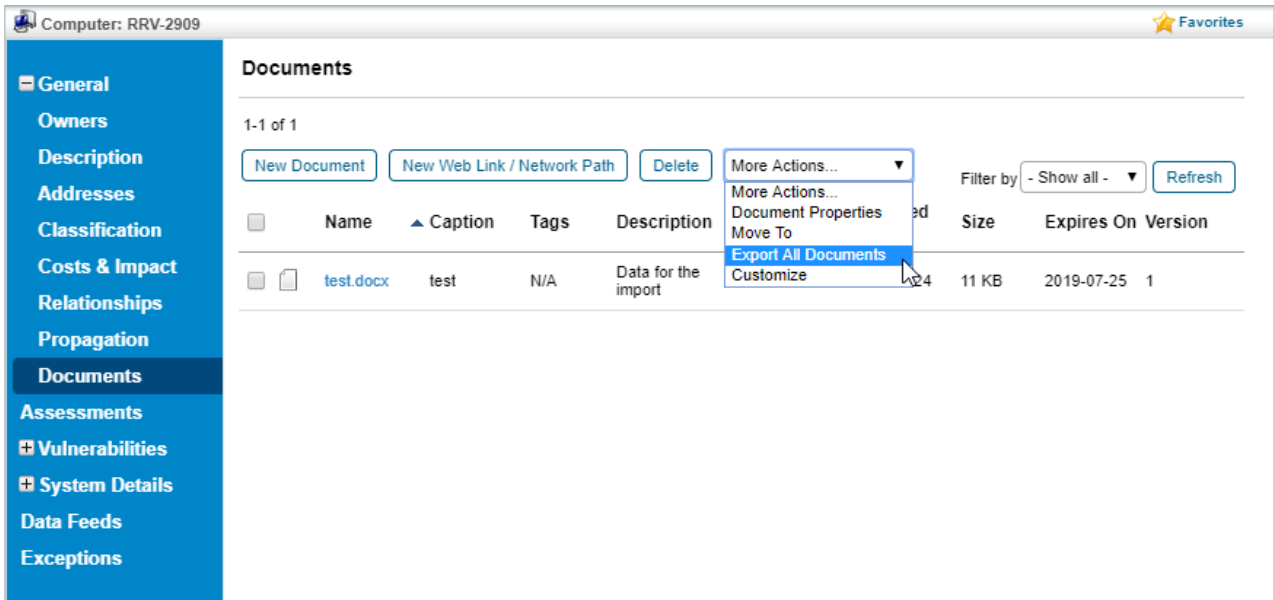 Computer: RRV-2909
Favorites
General
Owners
Description
Addresses
Classification
Costs & Impact
Relationships
Propagation
Documents
Assessments
Vulnerabilities
System Details
Data Feeds
Exceptions
Documents
1-1 of 1
New Document New Web Link / Network Path Delete More Actions... Filter by - Show all - Refresh
More Actions...
Document Properties
Move To
Export All Documents
Customize
Name Caption Tags Description Size Expires On Version
test.docx test N/A Data for the
import 11 KB 2019-07-25 1